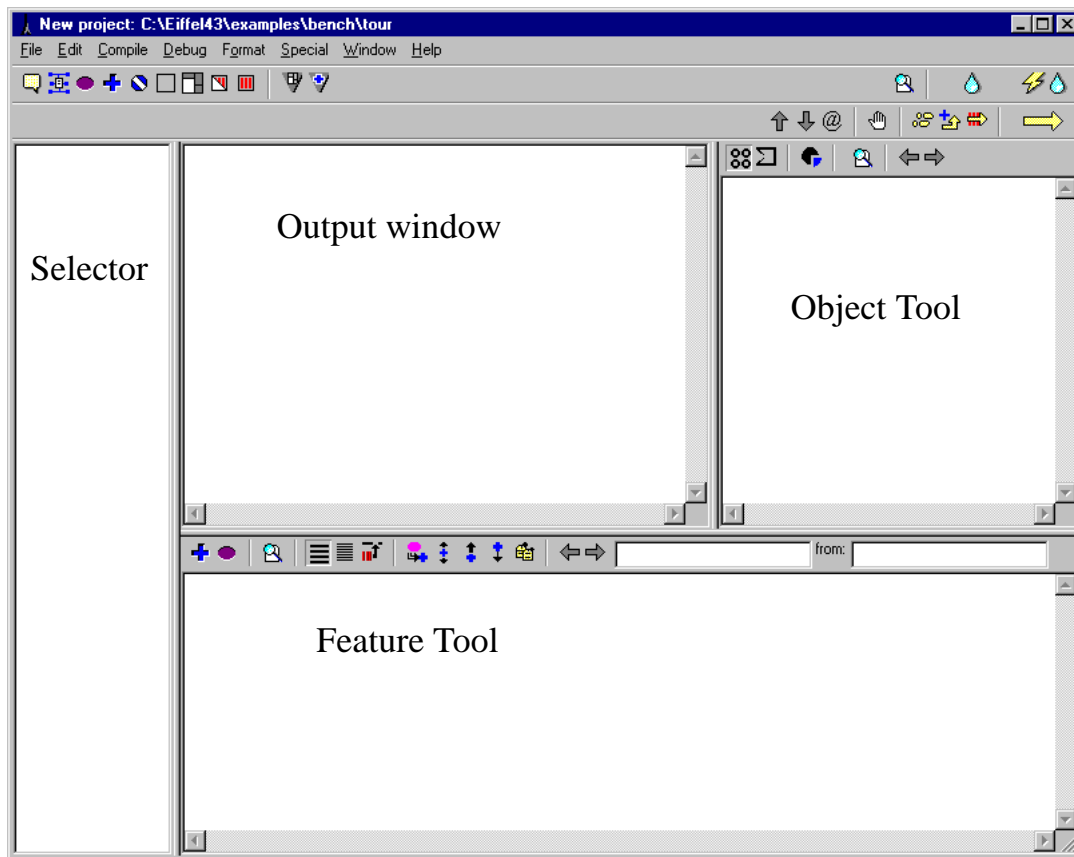 New project: C:\Eiffel43\examples\bench\tour
File Edit Compile Debug Format Special Window Help
@
Selector
Output window
Object Tool
from:
Feature Tool